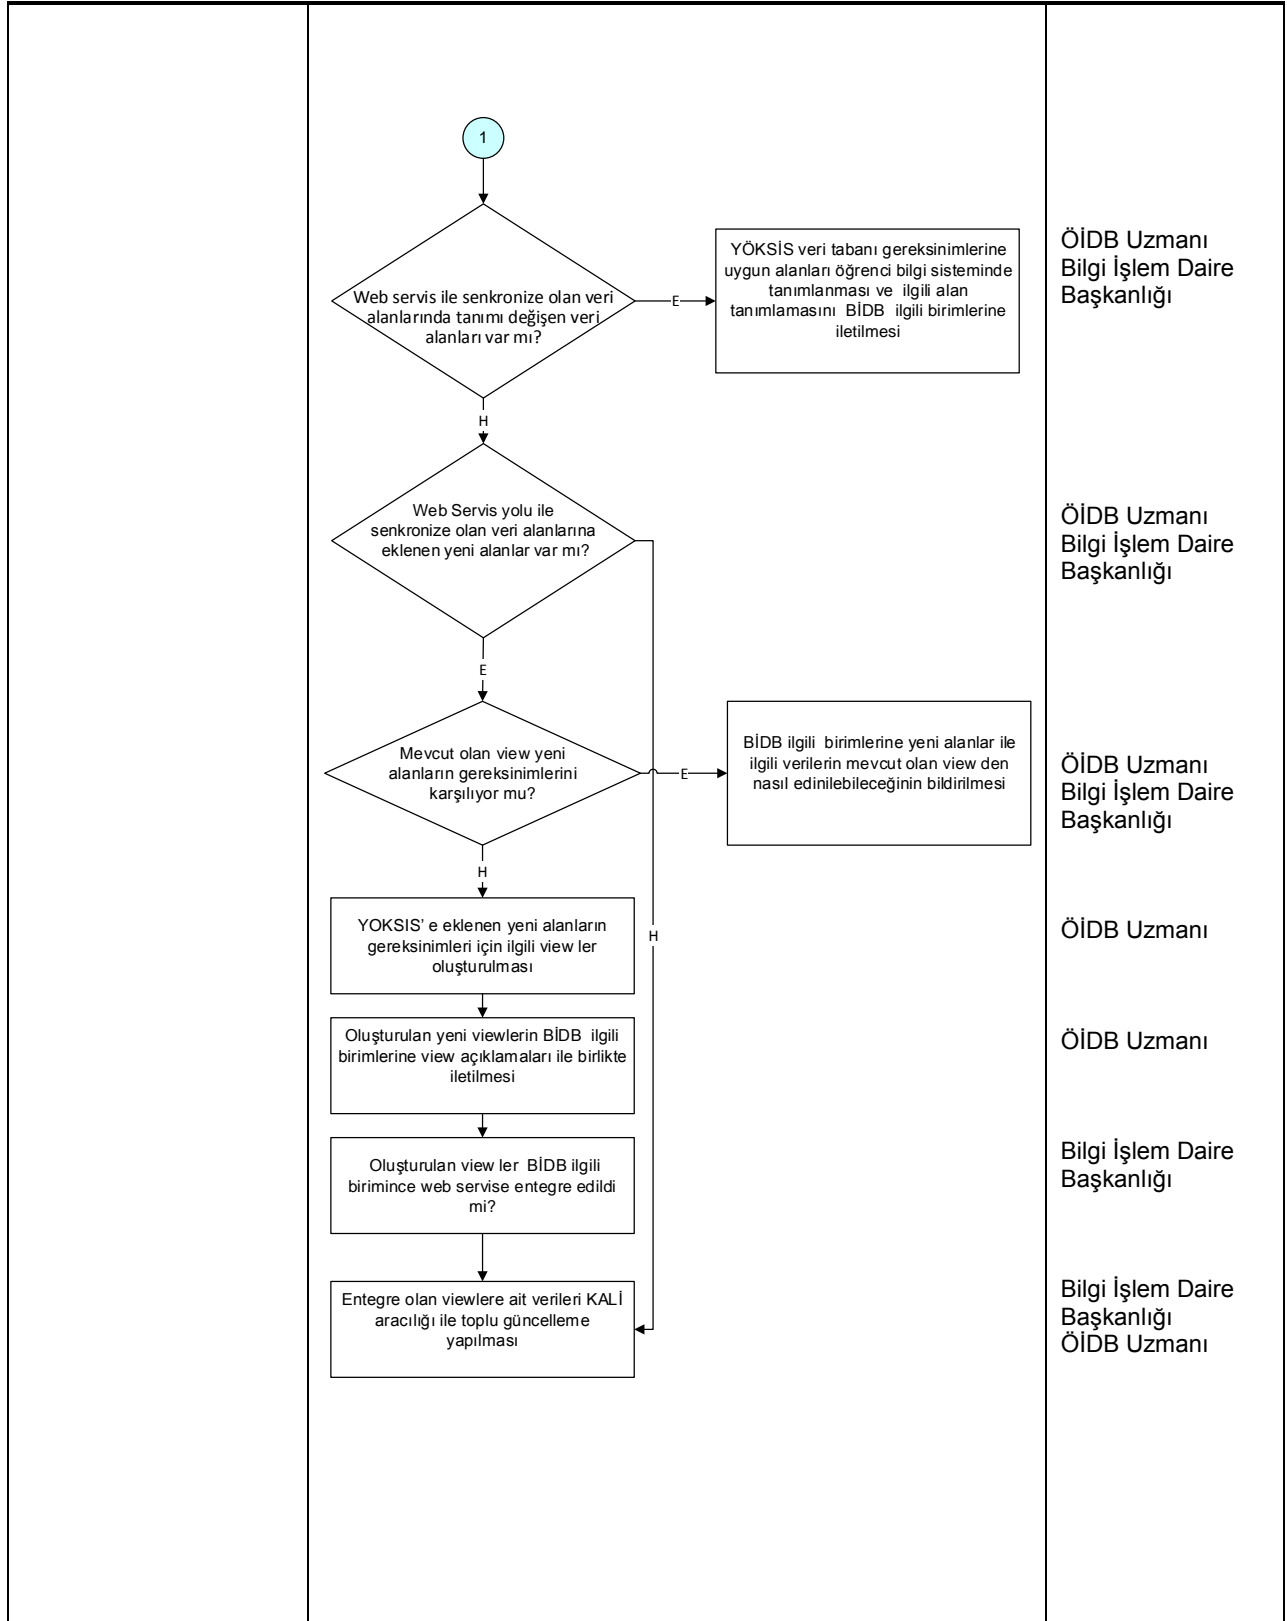 1
Web servis ile senkronize olan veri
alanlarında tanımı değişen veri
alanları var mı?
E
YÖKSİS veri tabanı gereksinimlerine
uygun alanları öğrenci bilgi sisteminde
tanımlanması ve ilgili alan
tanımlamasını BİDB ilgili birimlerine
iletilmesi
ÖİDB Uzmanı
Bilgi İşlem Daire
Başkanlığı
H
Web Servis yolu ile
senkronize olan veri alanlarına
eklenen yeni alanlar var mı?
ÖİDB Uzmanı
Bilgi İşlem Daire
Başkanlığı
E
Mevcut olan view yeni
alanların gereksinimlerini
karşılıyor mu?
E
BİDB ilgili birimlerine yeni alanlar ile
ilgili verilerin mevcut olan view den
nasıl edinilebileceğinin bildirilmesi
ÖİDB Uzmanı
Bilgi İşlem Daire
Başkanlığı
H
YOKSIS' e eklenen yeni alanların
gereksinimleri için ilgili view ler
oluşturulması
H
ÖİDB Uzmanı
Oluşturulan yeni viewlerin BİDB ilgili
birimlerine view açıklamaları ile birlikte
iletilmesi
ÖİDB Uzmanı
Oluşturulan view ler BİDB ilgili
birimince web servise entegre edildi
mi?
Bilgi İşlem Daire
Başkanlığı
Entegre olan viewlere ait verileri KALİ
aracılığı ile toplu güncelleme
yapılması
Bilgi İşlem Daire
Başkanlığı
ÖİDB Uzmanı